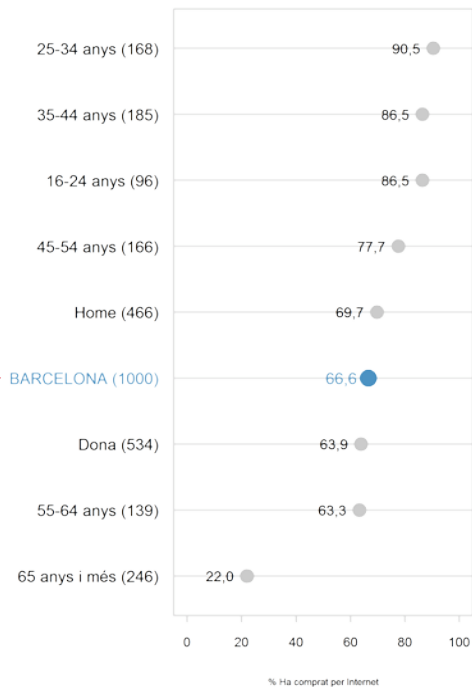 25-34 anys (168) 90,5
35-44 anys (185) 86,5
16-24 anys (96) 86,5
45-54 anys (166) 77,7
Home (466) 69,7
BARCELONA (1000) 66,6
Dona (534) 63,9
55-64 anys (139) 63,3
65 anys i més (246) 22,0
0 20 40 60 80 100
% Ha comprat per Internet